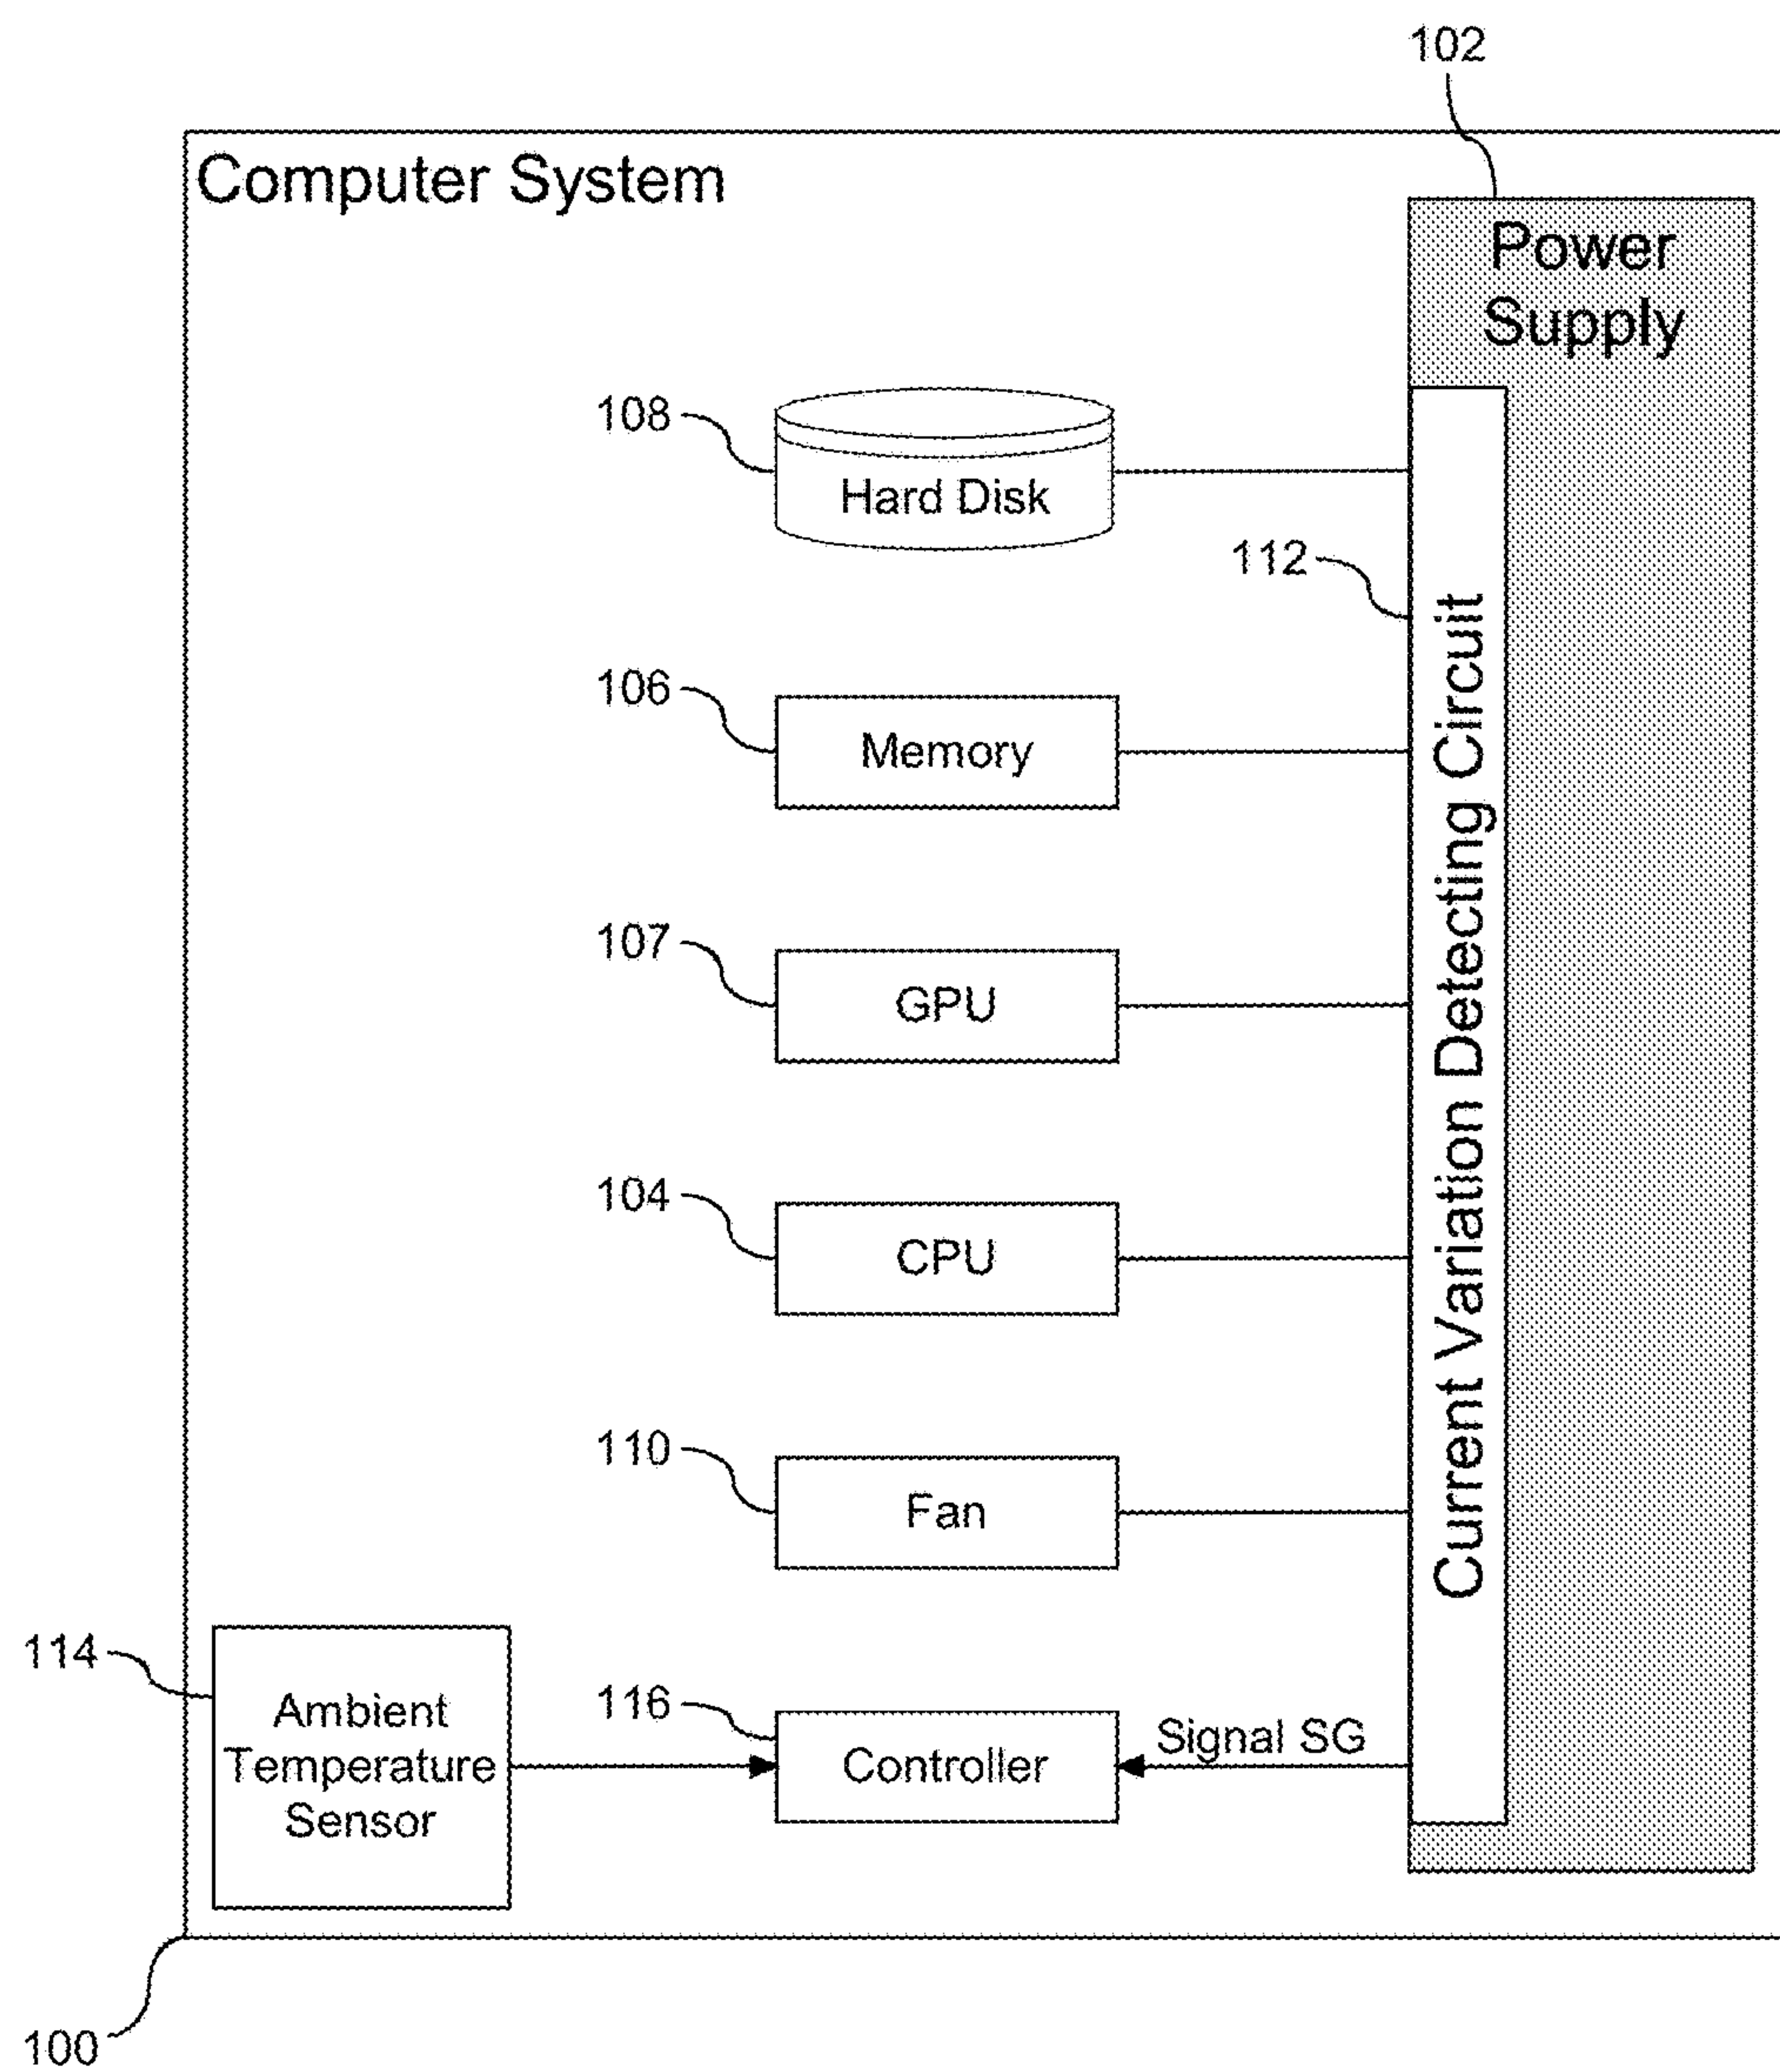 102
Computer System
Power
Supply
108
Hard Disk
112
Current Variation Detecting Circuit
106
Memory
107
GPU
104
CPU
110
Fan
114
Ambient
Temperature
Sensor
116
Controller
Signal SG
100